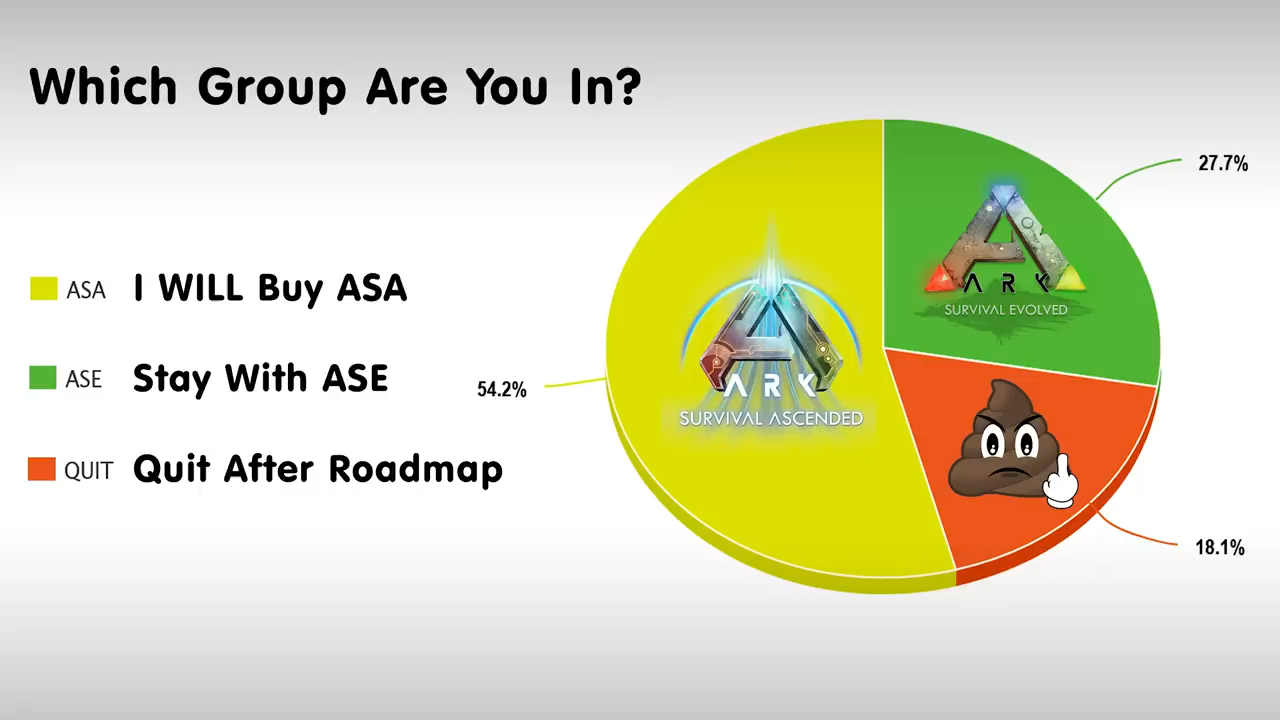 Which Group Are You In?
27.7%
ASA I WILL Buy ASA
ARK
SURVIVAL EVOLVED
ASE Stay With ASE
54.2%
ARK
SURVIVAL ASCENDED
QUIT Quit After Roadmap
18.1%